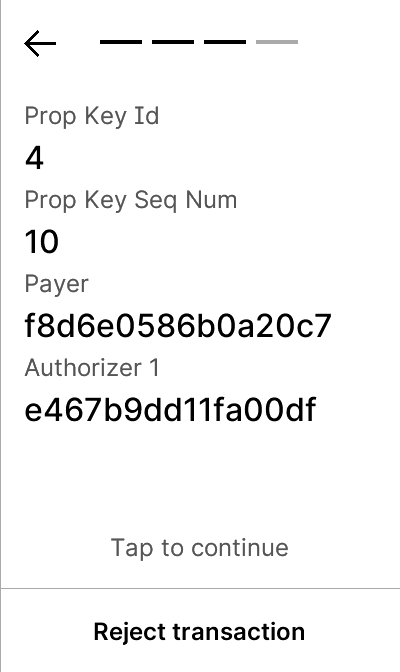 Prop Key Id
4
Prop Key Seq Num
10
Payer
f8d6e0586b0a20c7
Authorizer 1
e467b9dd11fa00df
Tap to continue
Reject transaction